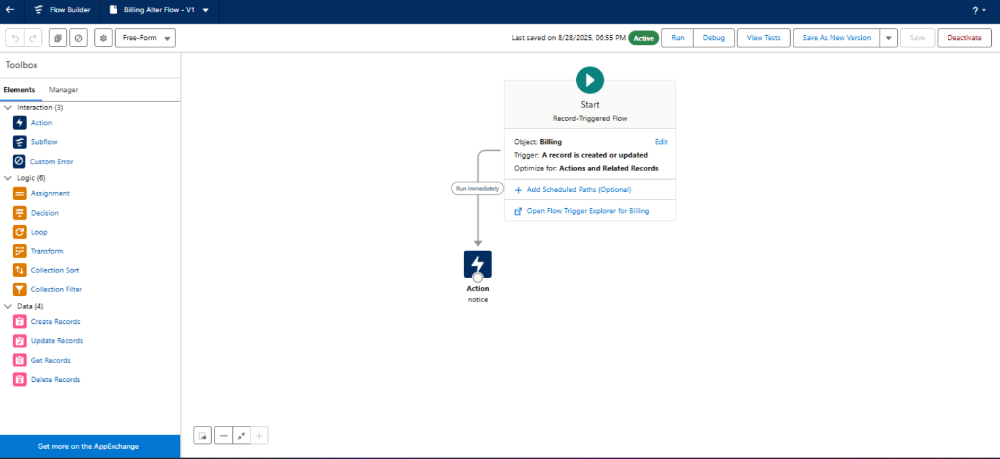 Flow Builder
Billing Alter Flow - V1
?
Free-Form
Last saved on 8/28/2025, 06:55 PM
Active
Run
Debug
View Tests
Save As New Version
Save
Deactivate
Toolbox
Elements
Manager
Interaction (3)
Action
Subflow
Custom Error
Logic (6)
Assignment
Decision
Loop
Transform
Collection Sort
Collection Filter
Data (4)
Create Records
Update Records
Get Records
Delete Records
Get more on the AppExchange
Start
Record-Triggered Flow
Object: Billing
Edit
Trigger: A record is created or updated
Optimize for: Actions and Related Records
Run Immediately
Add Scheduled Paths (Optional)
Open Flow Trigger Explorer for Billing
Action
notice